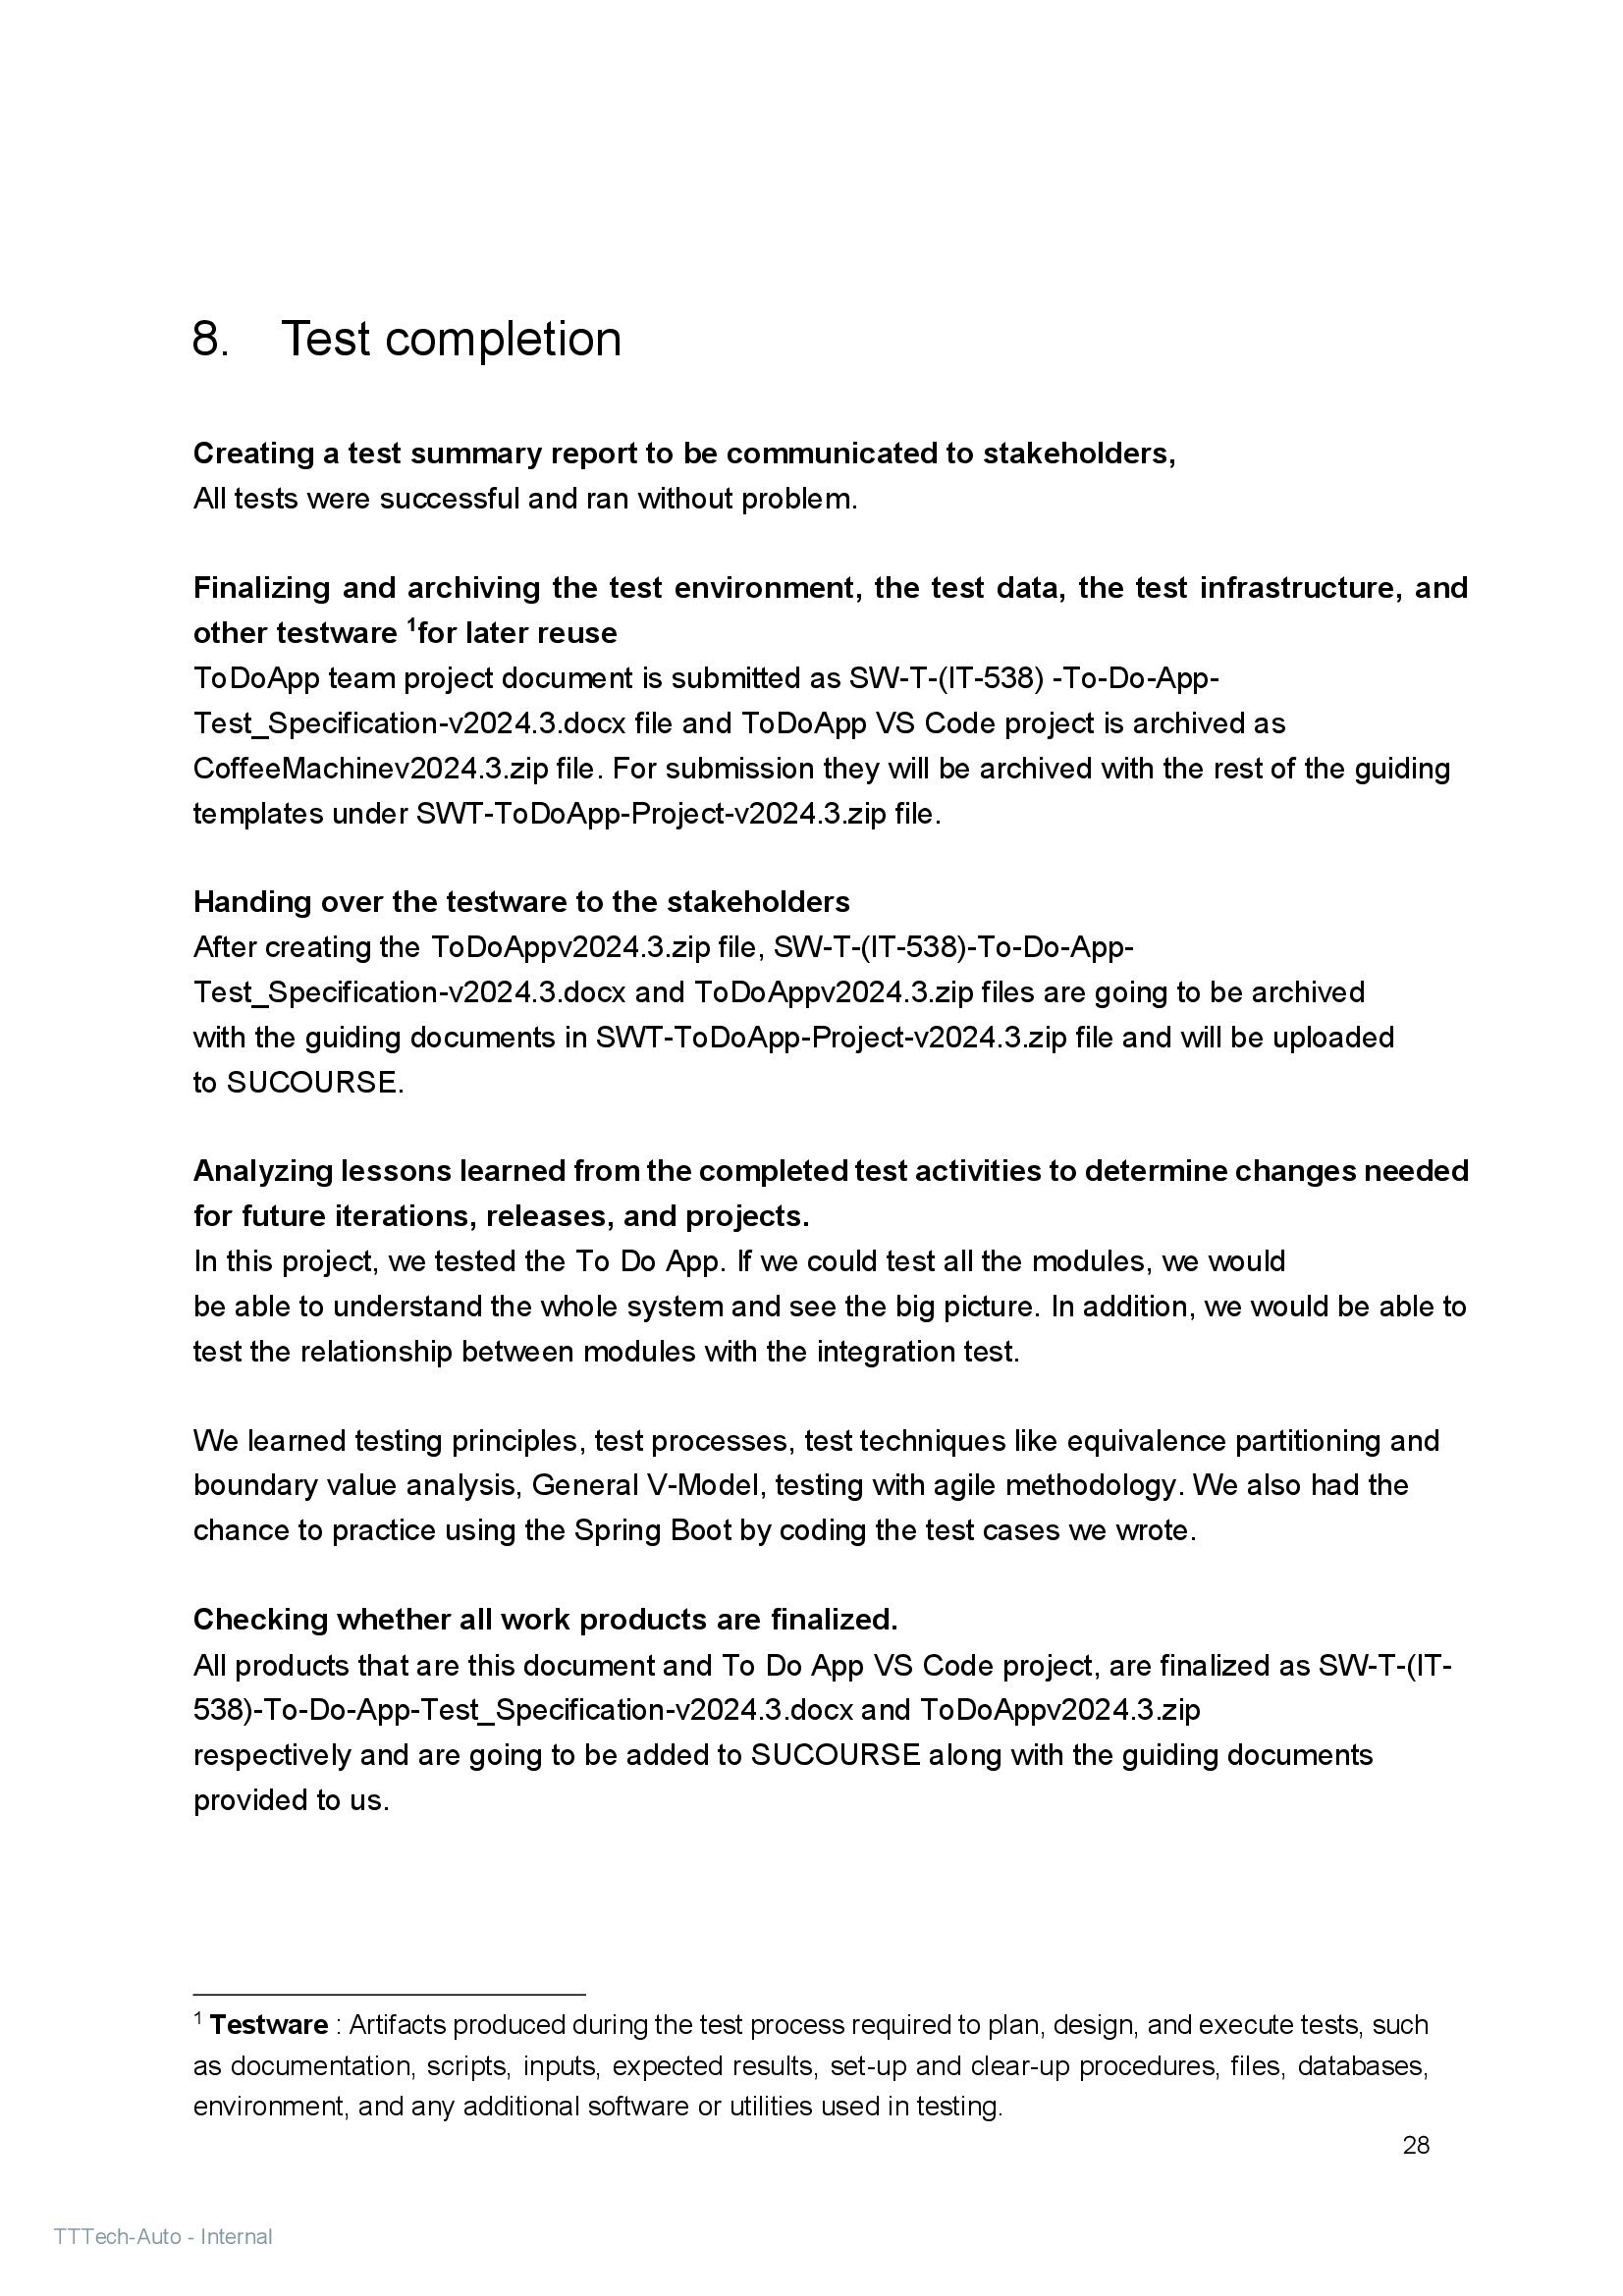 8. Test completion
Creating a test summary report to be communicated to stakeholders,
All tests were successful and ran without problem.
Finalizing and archiving the test environment, the test data, the test infrastructure, and
other testware ¹for later reuse
ToDoApp team project document is submitted as SW-T-(IT-538) -To-Do-App-
Test_Specification-v2024.3.docx file and ToDoApp VS Code project is archived as
CoffeeMachinev2024.3.zip file. For submission they will be archived with the rest of the guiding
templates under SWT-ToDoApp-Project-v2024.3.zip file.
Handing over the testware to the stakeholders
After creating the ToDoAppv2024.3.zip file, SW-T-(IT-538)-To-Do-App-
Test_Specification-v2024.3.docx and ToDoAppv2024.3.zip files are going to be archived
with the guiding documents in SWT-ToDoApp-Project-v2024.3.zip file and will be uploaded
to SUCOURSE.
Analyzing lessons learned from the completed test activities to determine changes needed
for future iterations, releases, and projects.
In this project, we tested the To Do App. If we could test all the modules, we would
be able to understand the whole system and see the big picture. In addition, we would be able to
test the relationship between modules with the integration test.
We learned testing principles, test processes, test techniques like equivalence partitioning and
boundary value analysis, General V-Model, testing with agile methodology. We also had the
chance to practice using the Spring Boot by coding the test cases we wrote.
Checking whether all work products are finalized.
All products that are this document and To Do App VS Code project, are finalized as SW-T-(IT-
538)-To-Do-App-Test_Specification-v2024.3.docx and ToDoAppv2024.3.zip
respectively and are going to be added to SUCOURSE along with the guiding documents
provided to us.
¹ Testware : Artifacts produced during the test process required to plan, design, and execute tests, such
as documentation, scripts, inputs, expected results, set-up and clear-up procedures, files, databases,
environment, and any additional software or utilities used in testing.
28
TTTech-Auto - Internal